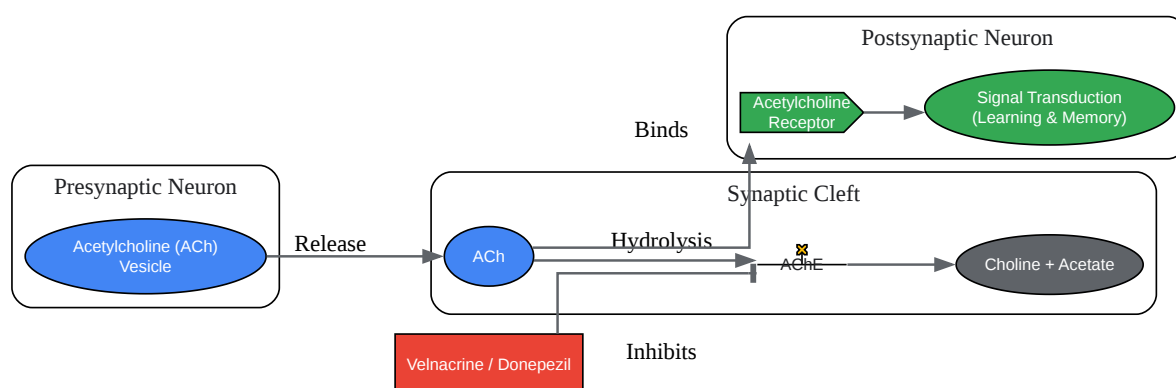 Postsynaptic Neuron
Acetylcholine
Receptor
Signal Transduction
(Learning & Memory)
Binds
Presynaptic Neuron
Synaptic Cleft
Acetylcholine (ACh)
Vesicle
Release
ACh
Hydrolysis
AChE
Choline + Acetate
Velnacrine / Donepezil
Inhibits